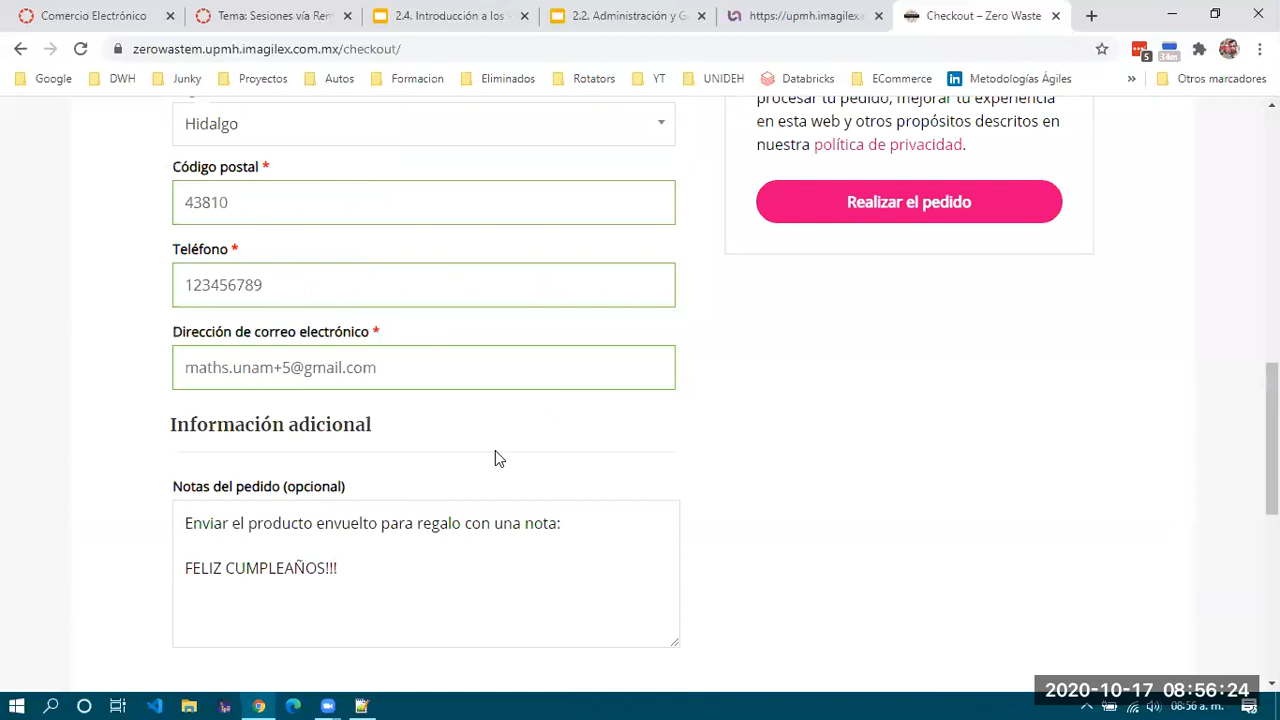 Comercio Electrónico
Tema: Sesiones vía Rem
2.4. Introducción a los
2.2. Administración y G
https://upmh.imagilex.c
Checkout – Zero Waste
zerowastem.upmh.imagilex.com.mx/checkout/
5
34m
Google
DWH
Junky
Proyectos
Autos
Formacion
Eliminados
Rotators
YT
UNIDEH
Databricks
ECommerce
Metodologías Ágiles
»
Otros marcadores
Hidalgo
Código postal *
43810
Teléfono *
123456789
Dirección de correo electrónico *
maths.unam+5@gmail.com
Información adicional
Notas del pedido (opcional)
Enviar el producto envuelto para regalo con una nota:
FELIZ CUMPLEAÑOS!!!
procesar tu pedido, mejorar tu experiencia
en esta web y otros propósitos descritos en
nuestra política de privacidad.
Realizar el pedido
2020-10-17 08:56:24
08:56 a. m.